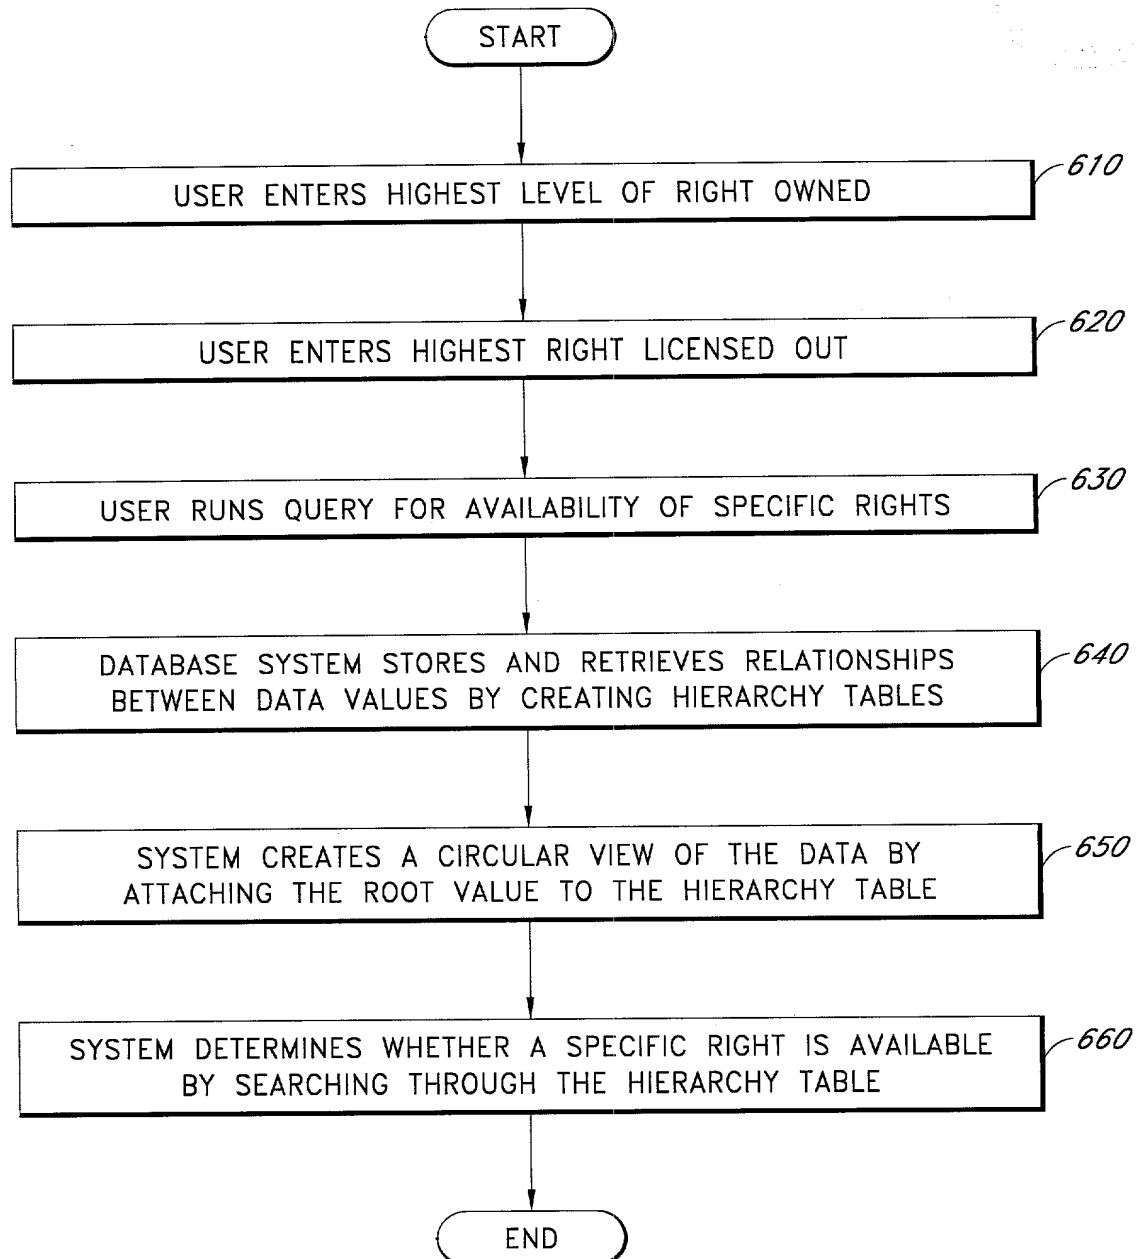 START
610
USER ENTERS HIGHEST LEVEL OF RIGHT OWNED
620
USER ENTERS HIGHEST RIGHT LICENSED OUT
630
USER RUNS QUERY FOR AVAILABILITY OF SPECIFIC RIGHTS
640
DATABASE SYSTEM STORES AND RETRIEVES RELATIONSHIPS
BETWEEN DATA VALUES BY CREATING HIERARCHY TABLES
650
SYSTEM CREATES A CIRCULAR VIEW OF THE DATA BY
ATTACHING THE ROOT VALUE TO THE HIERARCHY TABLE
660
SYSTEM DETERMINES WHETHER A SPECIFIC RIGHT IS AVAILABLE
BY SEARCHING THROUGH THE HIERARCHY TABLE
END